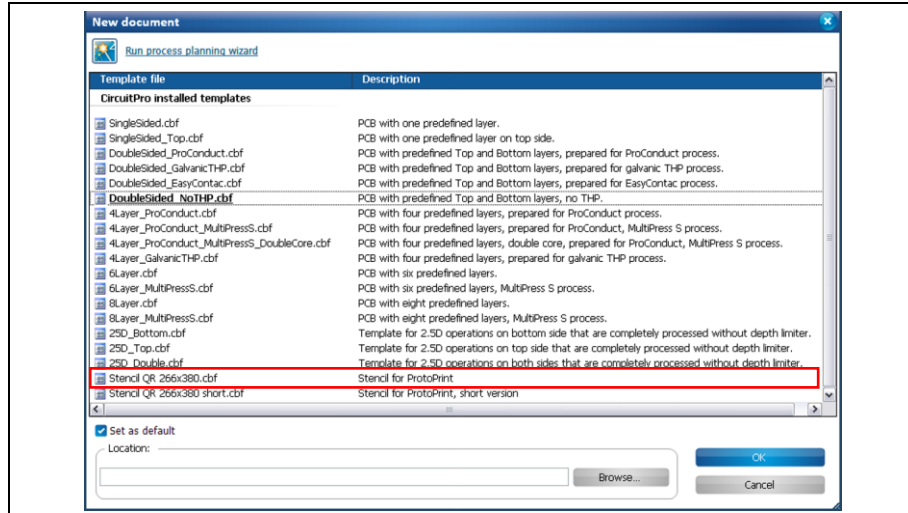 New document
Run process planning wizard
Template file Description
CircuitPro installed templates
SingleSided.cbf PCB with one predefined layer.
SingleSided_Top.cbf PCB with one predefined layer on top side.
DoubleSided_ProConduct.cbf PCB with predefined Top and Bottom layers, prepared for ProConduct process.
DoubleSided_GalvanicTHP.cbf PCB with predefined Top and Bottom layers, prepared for galvanic THP process.
DoubleSided_EasyContac.cbf PCB with predefined Top and Bottom layers, prepared for EasyContac process.
DoubleSided_NoTHP.cbf PCB with predefined Top and Bottom layers, no THP.
4Layer_ProConduct.cbf PCB with four predefined layers, prepared for ProConduct process.
4Layer_ProConduct_MultiPressS.cbf PCB with four predefined layers, prepared for ProConduct, MultiPress S process.
4Layer_ProConduct_MultiPressS_DoubleCore.cbf PCB with four predefined layers, double core, prepared for ProConduct, MultiPress S process.
4Layer_GalvanicTHP.cbf PCB with four predefined layers, prepared for galvanic THP process.
6Layer.cbf PCB with six predefined layers.
6Layer_MultiPressS.cbf PCB with six predefined layers, MultiPress S process.
8Layer.cbf PCB with eight predefined layers.
8Layer_MultiPressS.cbf PCB with eight predefined layers, MultiPress S process.
25D_Bottom.cbf Template for 2.5D operations on bottom side that are completely processed without depth limiter.
25D_Top.cbf Template for 2.5D operations on top side that are completely processed without depth limiter.
25D_Double.cbf Template for 2.5D operations on both sides that are completely processed without depth limiter.
Stencil QR 266x380.cbf Stencil for ProtoPrint
Stencil QR 266x380 short.cbf Stencil for ProtoPrint, short version
Set as default
Location:
OK
Browse...
Cancel